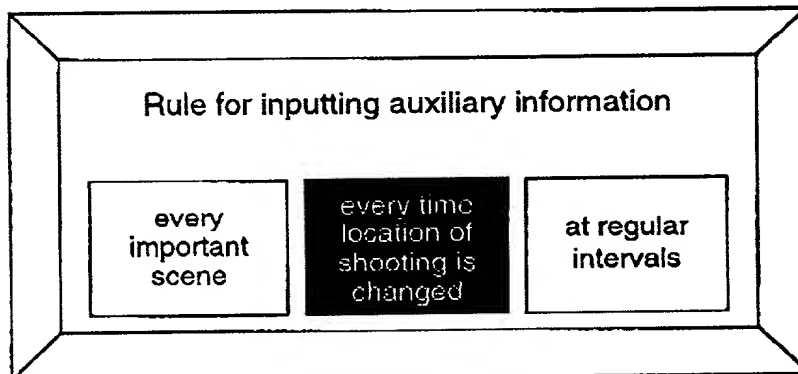 Rule for inputting auxiliary information
every
important
scene
every time
location of
shooting is
changed
at regular
intervals